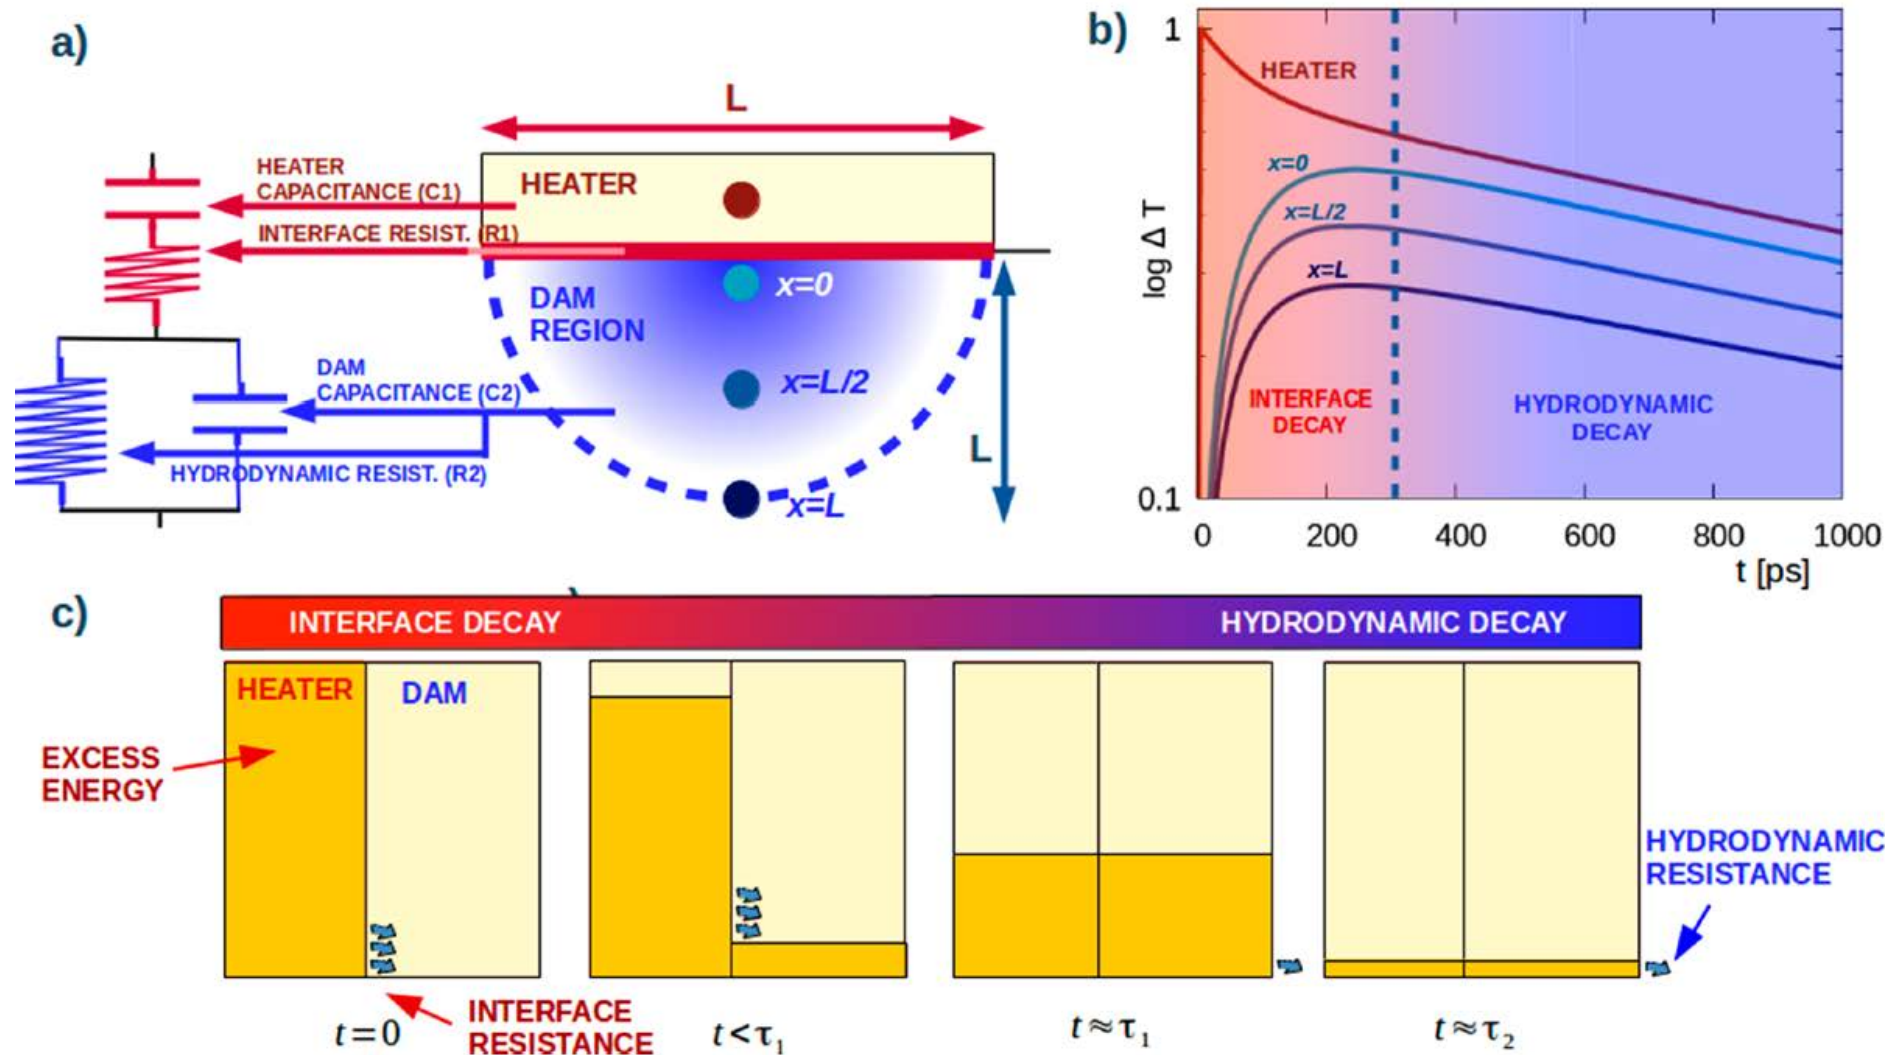 a)
L
HEATER
CAPACITANCE (C1)
INTERFACE RESIST. (R1)
HEATER
DAM
REGION
x=0
x=L/2
x=L
L
DAM
CAPACITANCE (C2)
HYDRODYNAMIC RESIST. (R2)
b)
1
0.1
log Δ T
HEATER
x=0
x=L/2
x=L
INTERFACE
DECAY
HYDRODYNAMIC
DECAY
0 200 400 600 800 1000
t [ps]
c)
INTERFACE DECAY
HYDRODYNAMIC DECAY
HEATER
DAM
EXCESS
ENERGY
HYDRODYNAMIC
RESISTANCE
INTERFACE
RESISTANCE
t=0
t<τ1
t≈τ1
t≈τ2